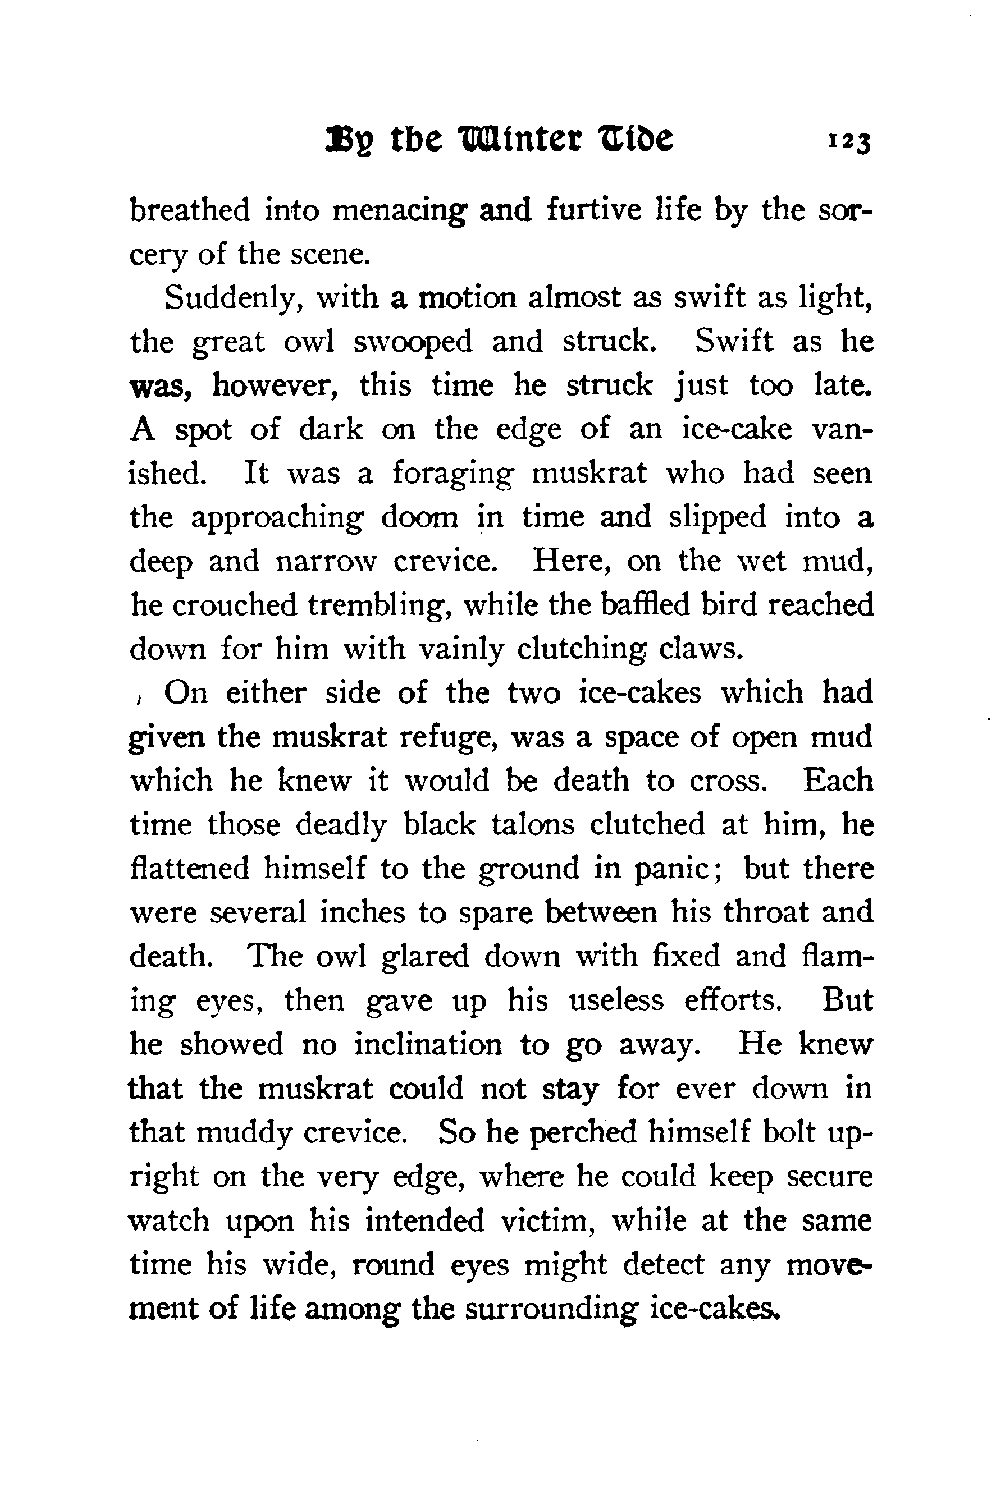 By the Winter Tide 123
breathed into menacing and furtive life by the sor-
cery of the scene.
Suddenly, with a motion almost as swift as light,
the great owl swooped and struck. Swift as he
was, however, this time he struck just too late.
A spot of dark on the edge of an ice-cake van-
ished. It was a foraging muskrat who had seen
the approaching doom in time and slipped into a
deep and narrow crevice. Here, on the wet mud,
he crouched trembling, while the baffled bird reached
down for him with vainly clutching claws.
On either side of the two ice-cakes which had
given the muskrat refuge, was a space of open mud
which he knew it would be death to cross. Each
time those deadly black talons clutched at him, he
flattened himself to the ground in panic; but there
were several inches to spare between his throat and
death. The owl glared down with fixed and flam-
ing eyes, then gave up his useless efforts. But
he showed no inclination to go away. He knew
that the muskrat could not stay for ever down in
that muddy crevice. So he perched himself bolt up-
right on the very edge, where he could keep secure
watch upon his intended victim, while at the same
time his wide, round eyes might detect any move-
ment of life among the surrounding ice-cakes.